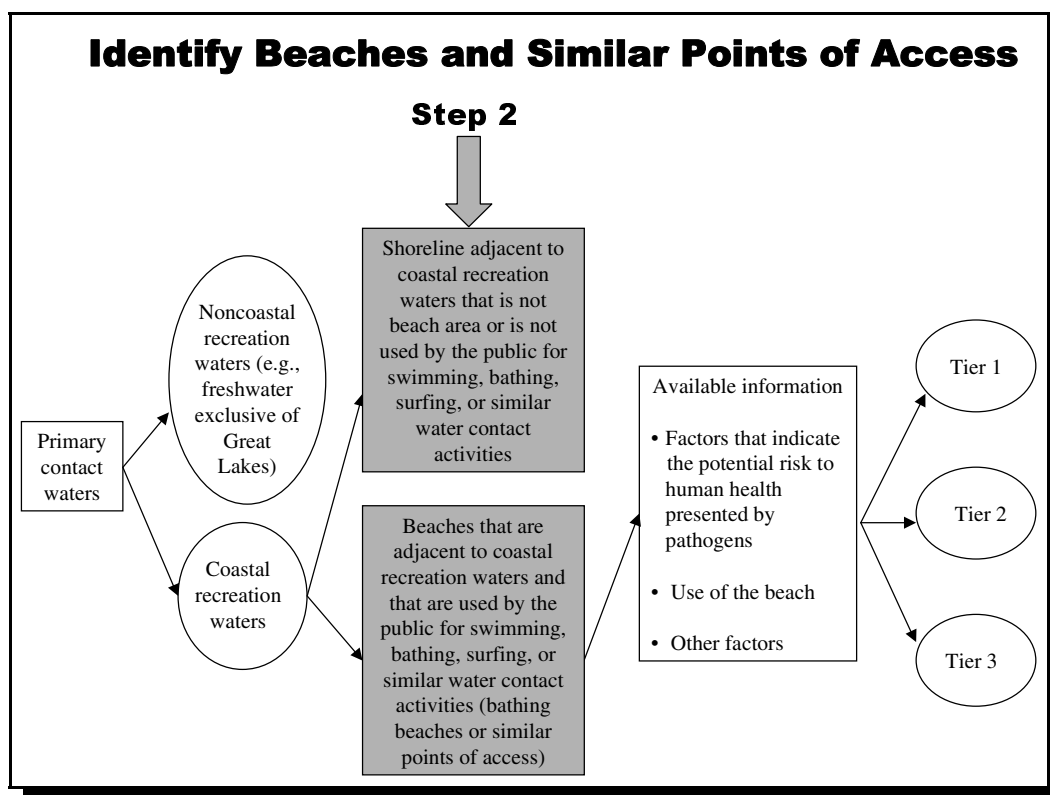 Identify Beaches and Similar Points of Access
Step 2
Primary
contact
waters
Noncoastal
recreation
waters (e.g.,
freshwater
exclusive of
Great
Lakes)
Coastal
recreation
waters
Shoreline adjacent to
coastal recreation
waters that is not
beach area or is not
used by the public for
swimming, bathing,
surfing, or similar
water contact
activities
Beaches that are
adjacent to coastal
recreation waters and
that are used by the
public for swimming,
bathing, surfing, or
similar water contact
activities (bathing
beaches or similar
points of access)
Available information
• Factors that indicate
the potential risk to
human health
presented by
pathogens
• Use of the beach
• Other factors
Tier 1
Tier 2
Tier 3